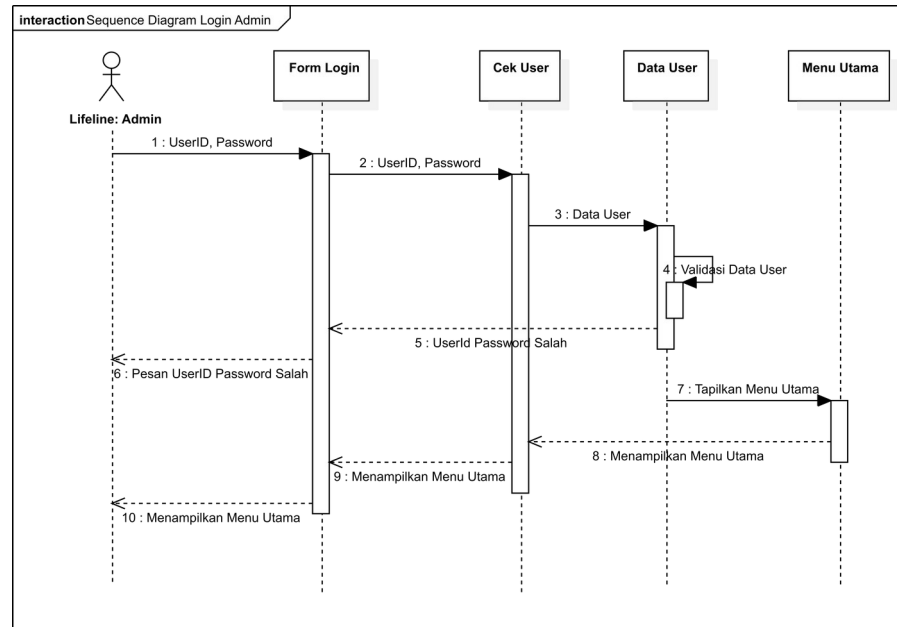 interaction Sequence Diagram Login Admin
Form Login
Cek User
Data User
Menu Utama
Lifeline: Admin
1 : UserID, Password
2 : UserID, Password
3 : Data User
4 : Validasi Data User
5 : UserId Password Salah
6 : Pesan UserID Password Salah
7 : Tapilkan Menu Utama
8 : Menampilkan Menu Utama
9 : Menampilkan Menu Utama
10 : Menampilkan Menu Utama